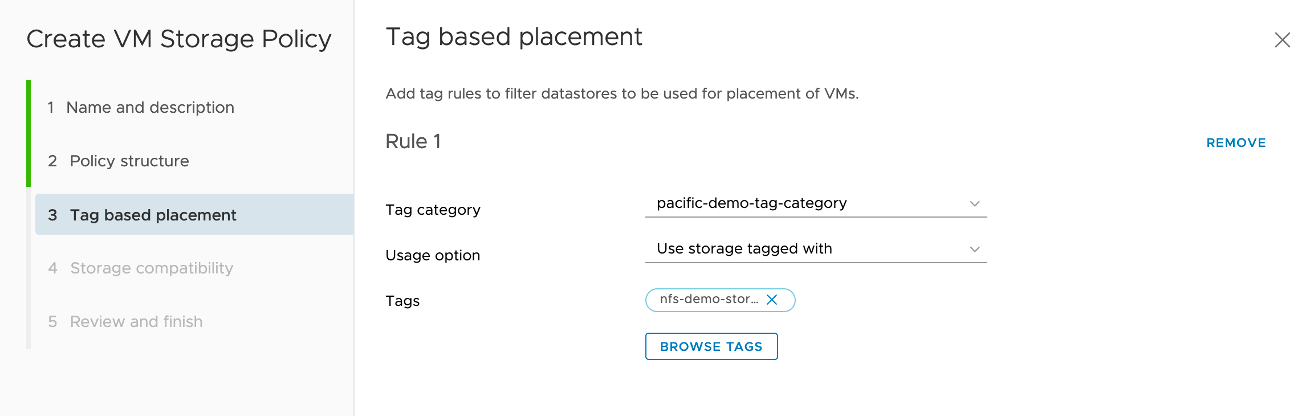 Create VM Storage Policy
1 Name and description
2 Policy structure
3 Tag based placement
4 Storage compatibility
5 Review and finish
Tag based placement
Add tag rules to filter datastores to be used for placement of VMs.
Rule 1
REMOVE
Tag category
pacific-demo-tag-category
Usage option
Use storage tagged with
Tags
nfs-demo-stor...
BROWSE TAGS